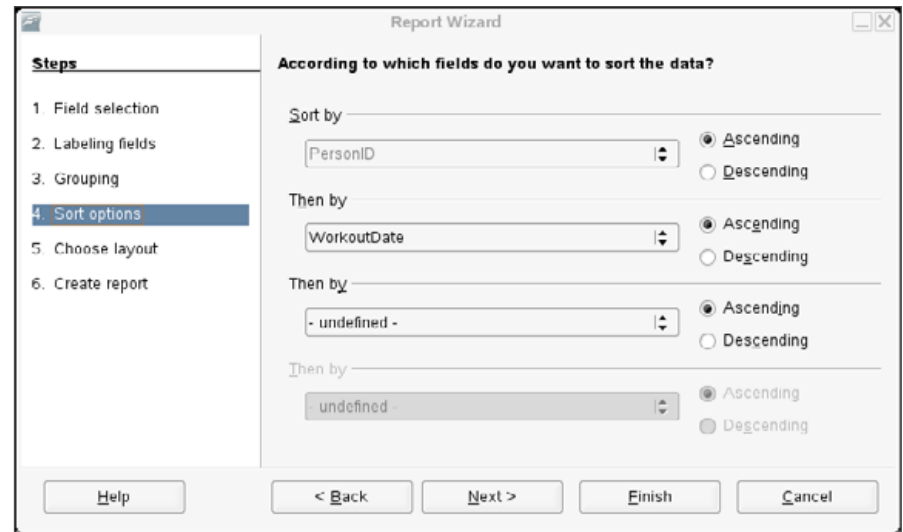 Report Wizard
Steps
According to which fields do you want to sort the data?
1. Field selection
2. Labeling fields
3. Grouping
4. Sort options
5. Choose layout
6. Create report
Sort by
PersonID
Ascending
Descending
Then by
WorkoutDate
Ascending
Descending
Then by
- undefined -
Ascending
Descending
Then by
- undefined -
Ascending
Descending
Help
< Back
Next >
Finish
Cancel